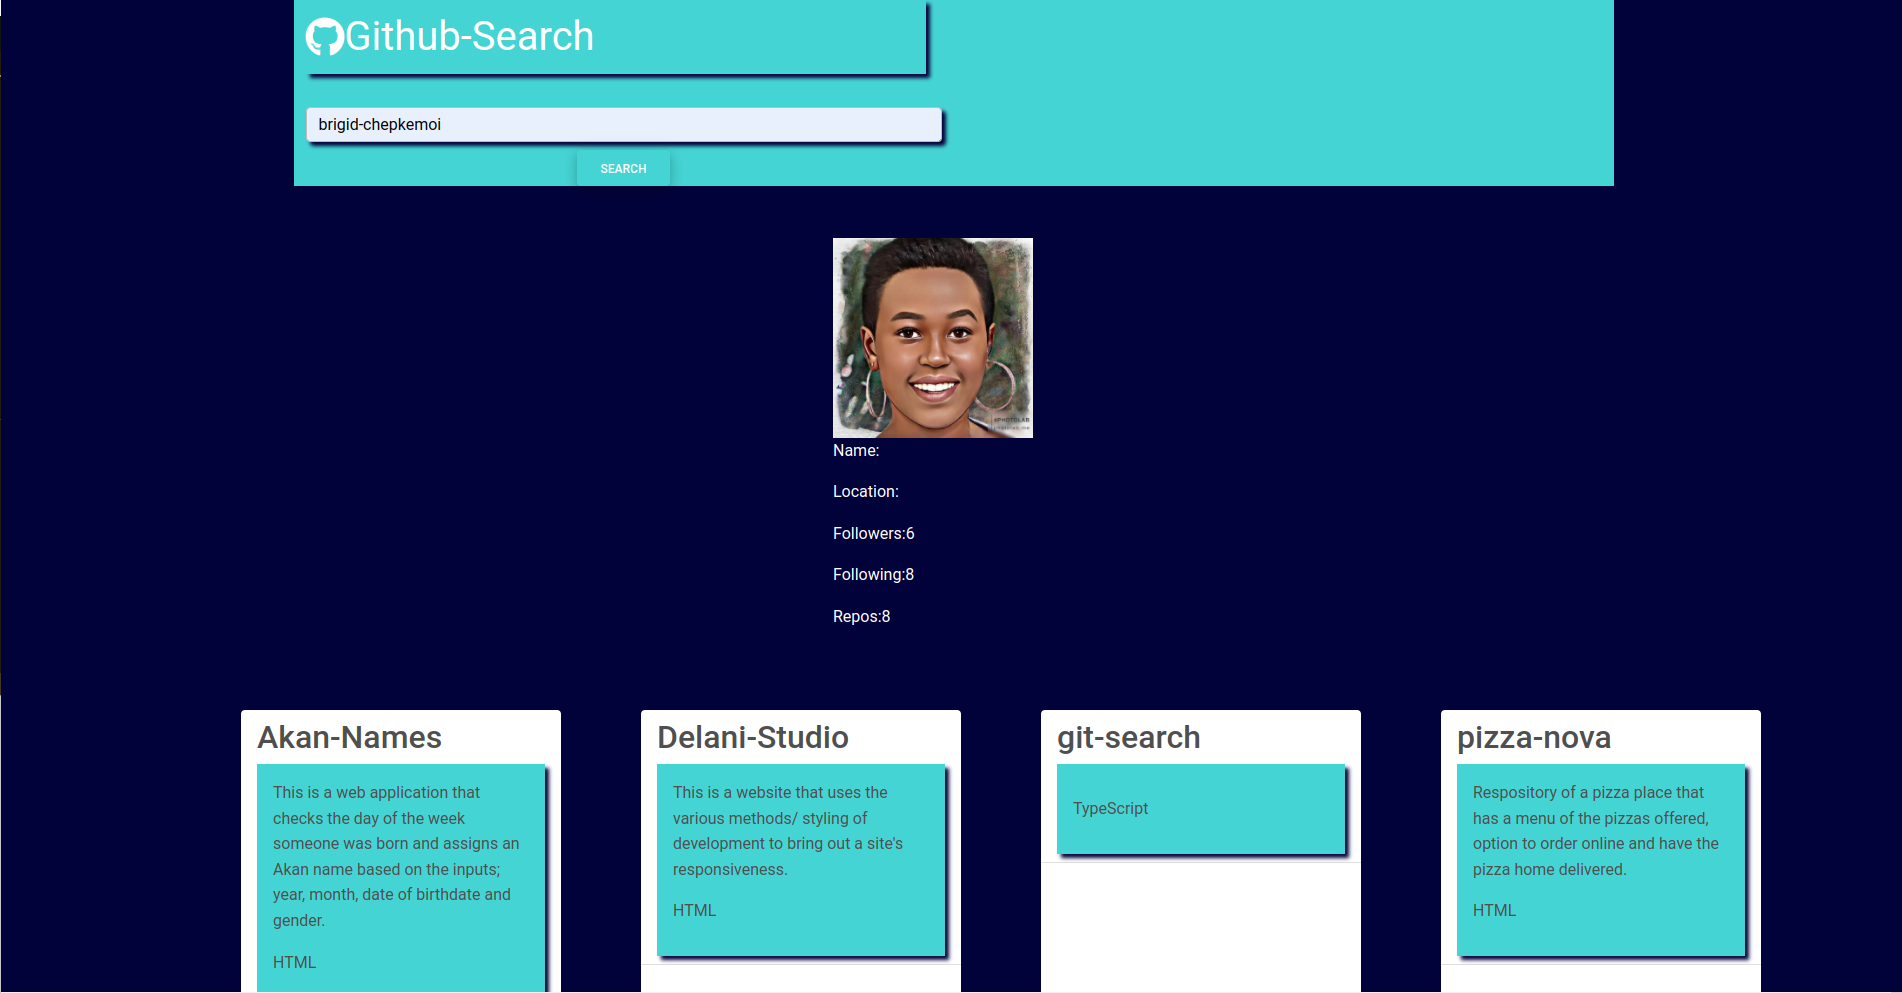 Github-Search
brigid-chepkemoi
SEARCH
Name:
Location:
Followers:6
Following:8
Repos:8
Akan-Names
This is a web application that
checks the day of the week
someone was born and assigns an
Akan name based on the inputs;
year, month, date of birthdate and
gender.
HTML
Delani-Studio
This is a website that uses the
various methods/ styling of
development to bring out a site's
responsiveness.
HTML
git-search
TypeScript
pizza-nova
Respository of a pizza place that
has a menu of the pizzas offered,
option to order online and have the
pizza home delivered.
HTML